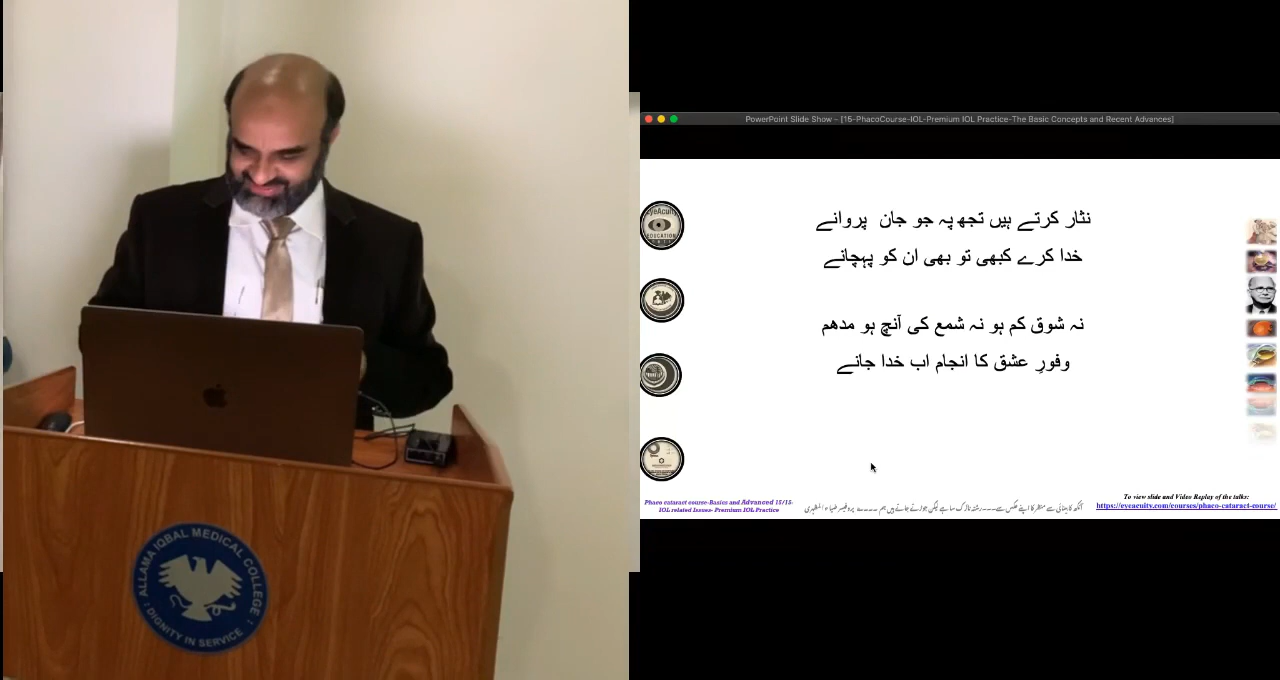 ALLAMA IQBAL MEDICAL COLLEGE
: DIGNITY IN SERVICE :
PowerPoint Slide Show – [15-PhacoCourse-IOL-Premium IOL Practice-The Basic Concepts and Recent Advances]
EyeAcuity
EDUCATION
نثار کرتے ہیں تجھ پہ جو جان پروانے
خدا کرے کبھی تو بھی ان کو پہچانے
نہ شوق کم ہو نہ شمع کی آنچ ہو مدھم
وفورِ عشق کا انجام اب خدا جانے
Phaco cataract course-Basics and Advanced 15/15-
IOL related Issues- Premium IOL Practice
To view slide and Video Replay of the talks:
https://eyeacuity.com/courses/phaco-cataract-course/